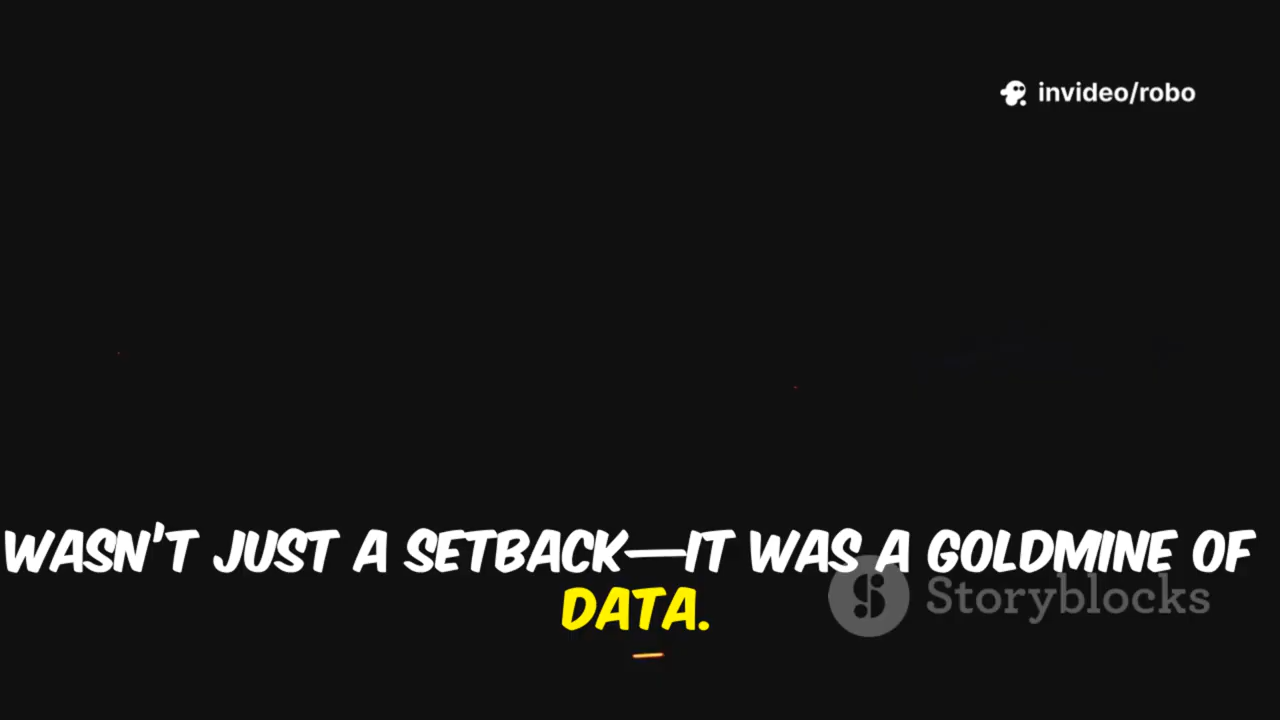 invideo/robo
WASN'T JUST A SETBACK—IT WAS A GOLDMINE OF
DATA.
Storyblocks